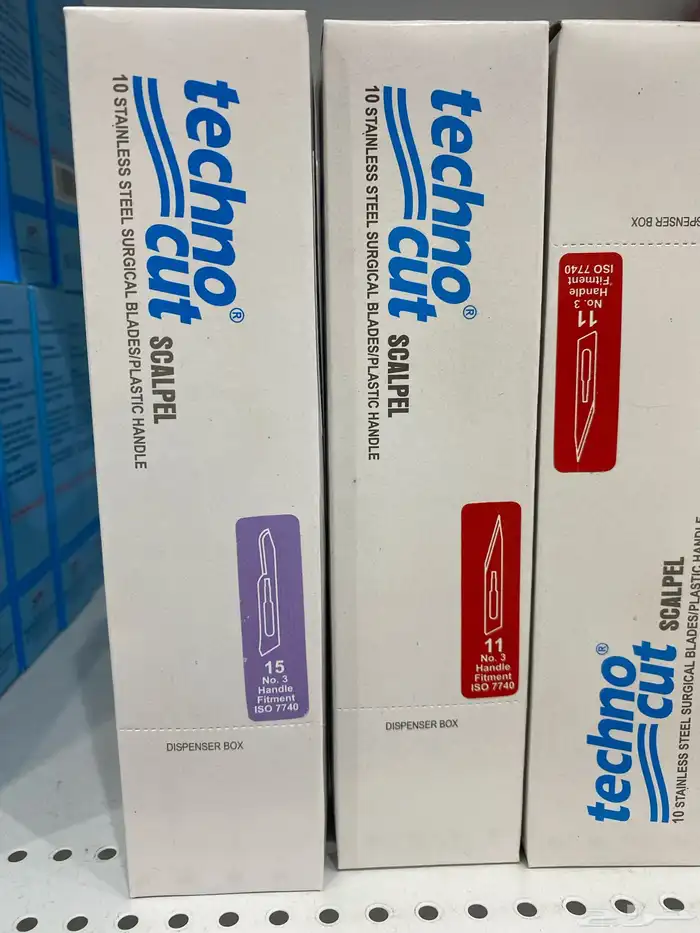 techno
cut®
SCALPEL
10 STAINLESS STEEL SURGICAL BLADES/PLASTIC HANDLE
15
No. 3
Handle
Fitment
ISO 7740
DISPENSER BOX
techno
cut®
SCALPEL
10 STAINLESS STEEL SURGICAL BLADES/PLASTIC HANDLE
11
No. 3
Handle
Fitment
ISO 7740
DISPENSER BOX
SPENSER BOX
11
No. 3
Handle
Fitment
ISO 7740
techno
cut®
SCALPEL
10 STAINLESS STEEL SURGICAL BLADES/PLASTIC HANDLE